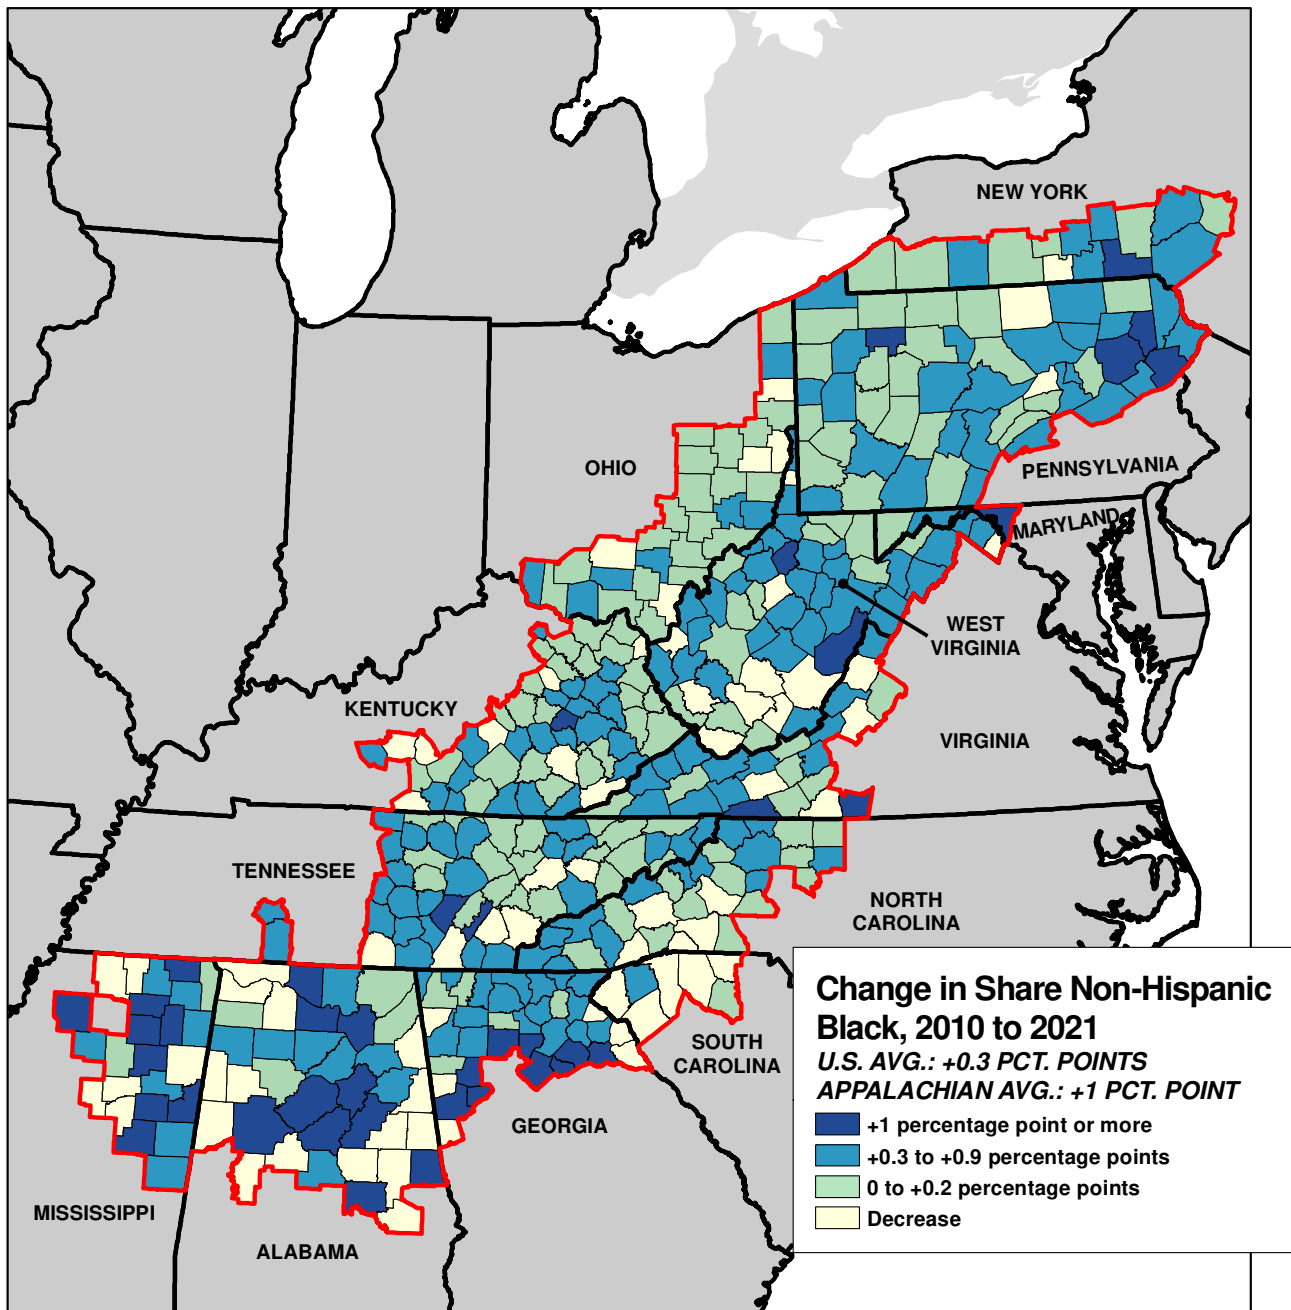 NEW YORK
OHIO
PENNSYLVANIA
MARYLAND
WEST
VIRGINIA
KENTUCKY
VIRGINIA
TENNESSEE
NORTH
CAROLINA
SOUTH
CAROLINA
GEORGIA
MISSISSIPPI
ALABAMA
Change in Share Non-Hispanic
Black, 2010 to 2021
U.S. AVG.: +0.3 PCT. POINTS
APPALACHIAN AVG.: +1 PCT. POINT
+1 percentage point or more
+0.3 to +0.9 percentage points
0 to +0.2 percentage points
Decrease